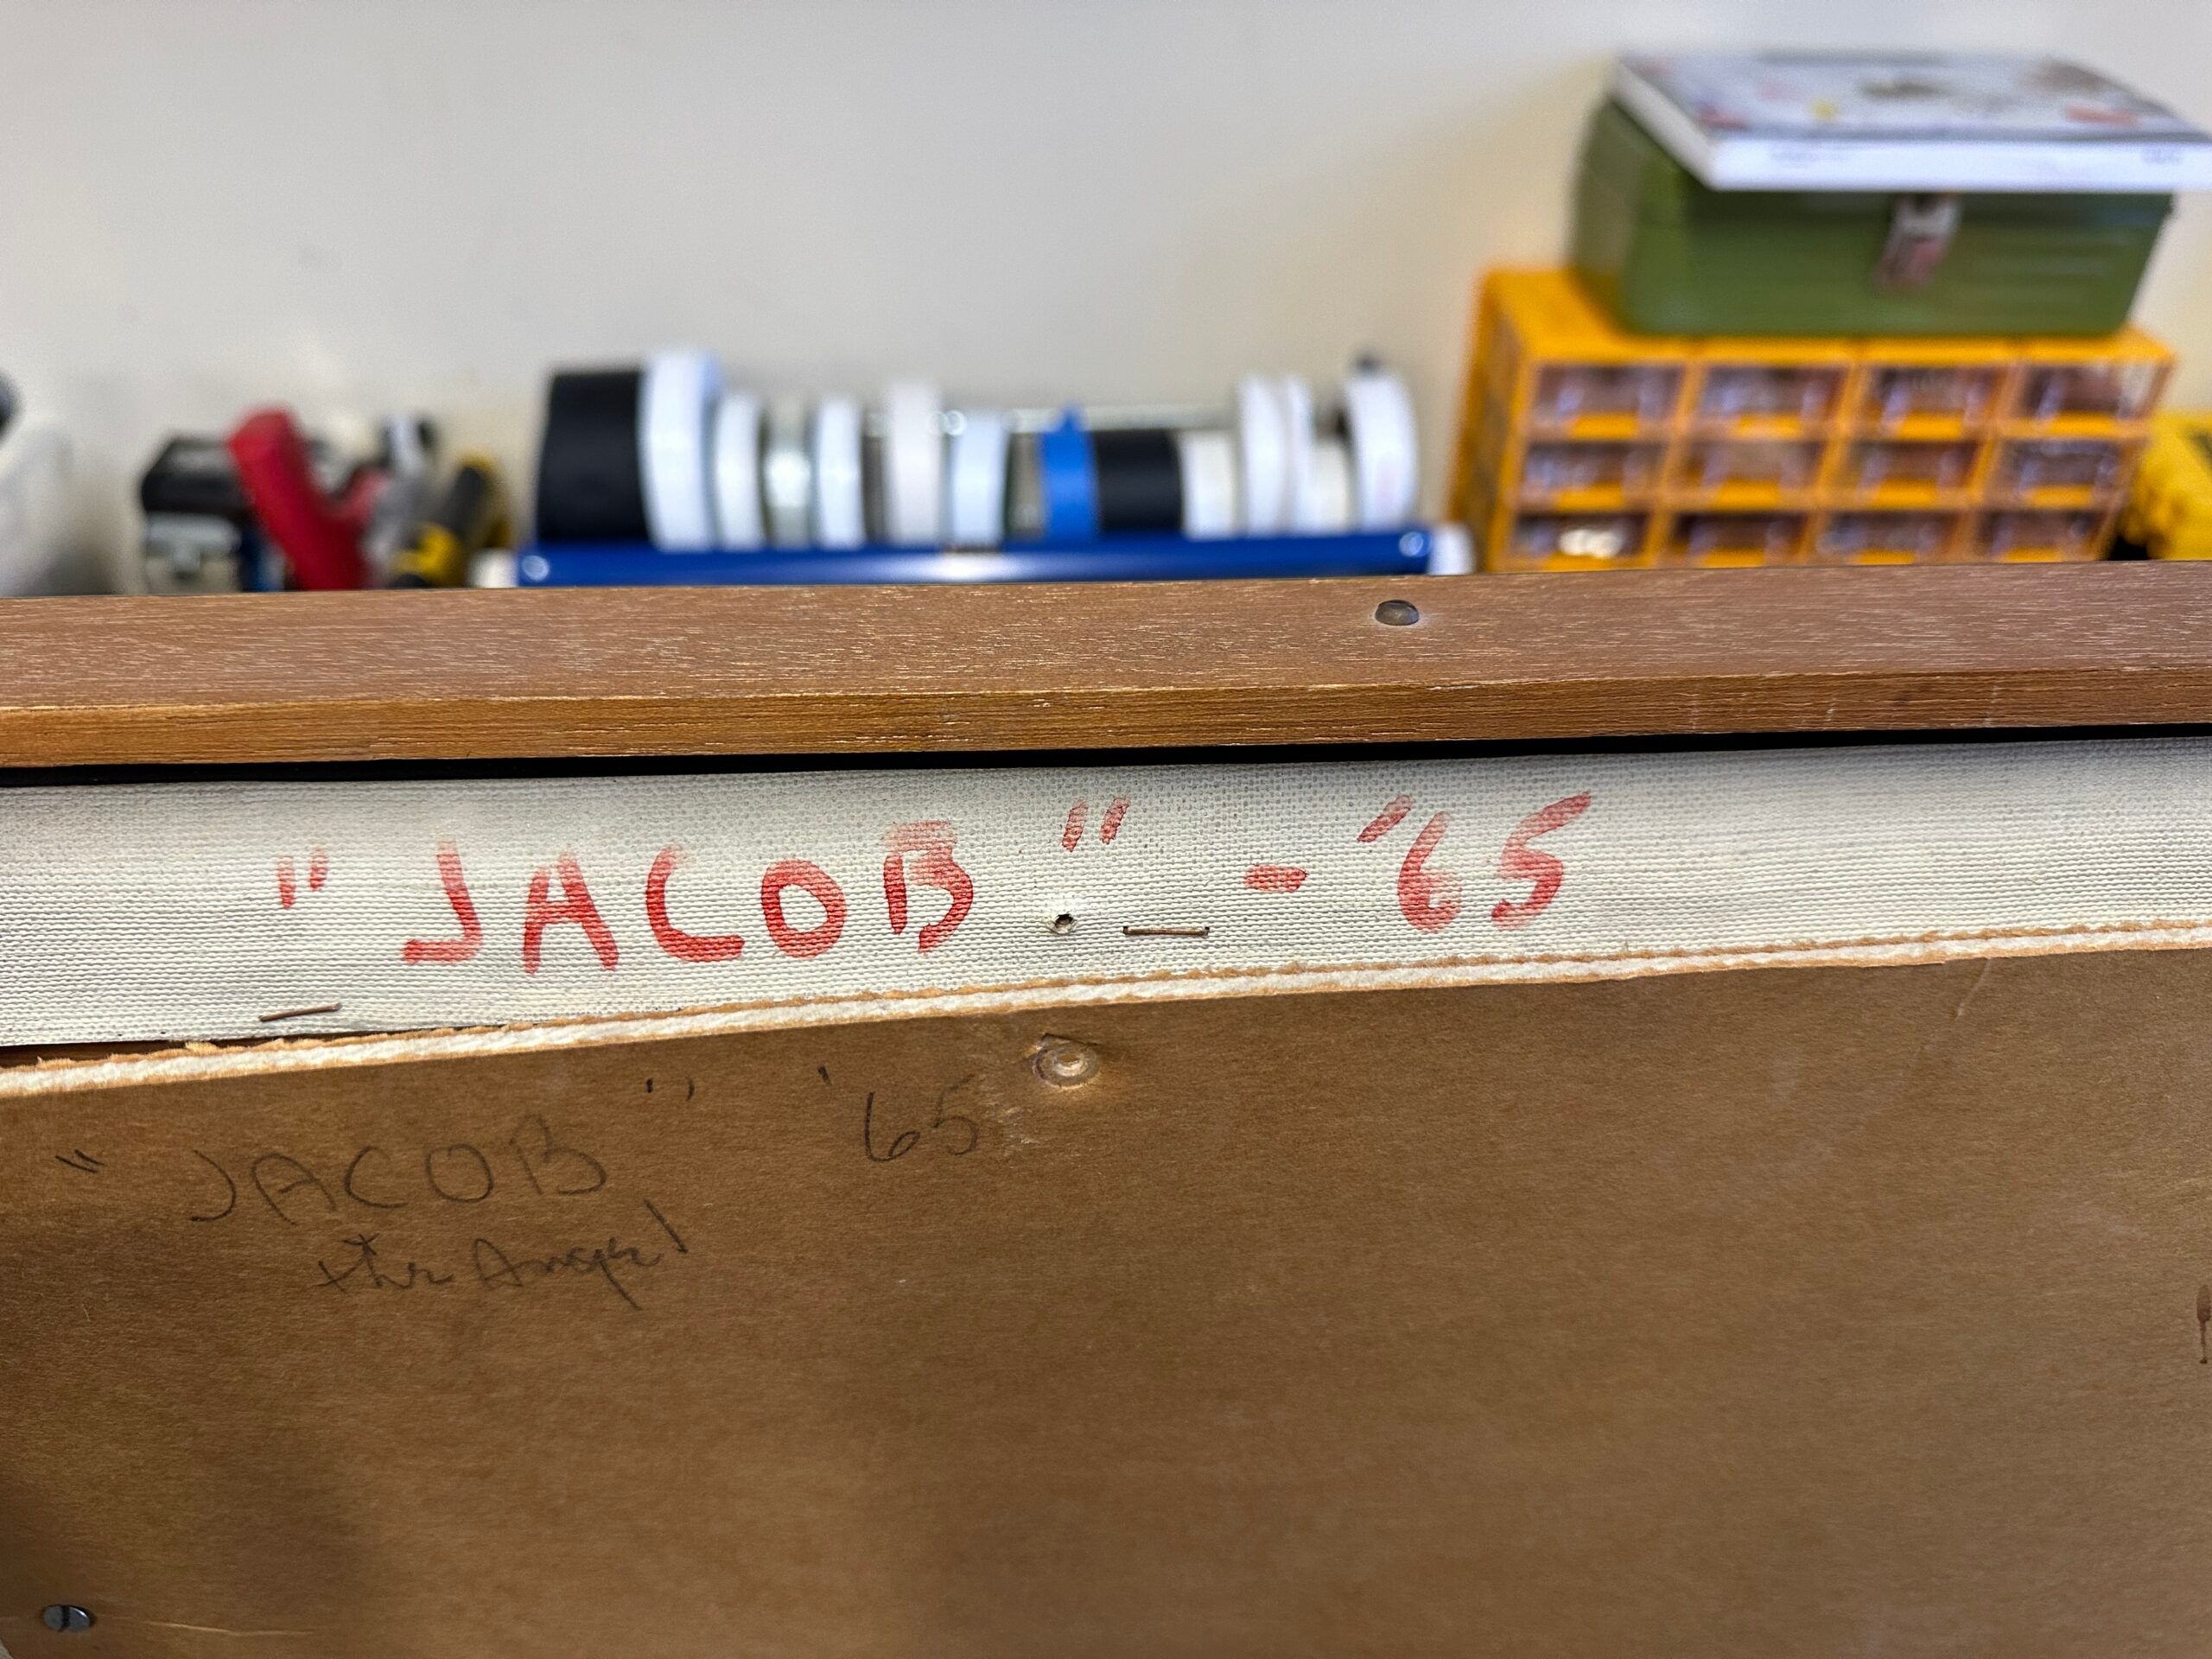 "JACOB" - '65
"JACOB" '65
the Angel